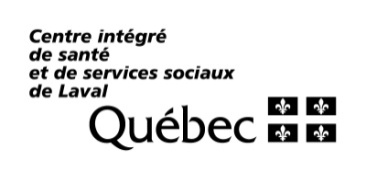 Centre intégré
de santé
et de services sociaux
de Laval
Québec